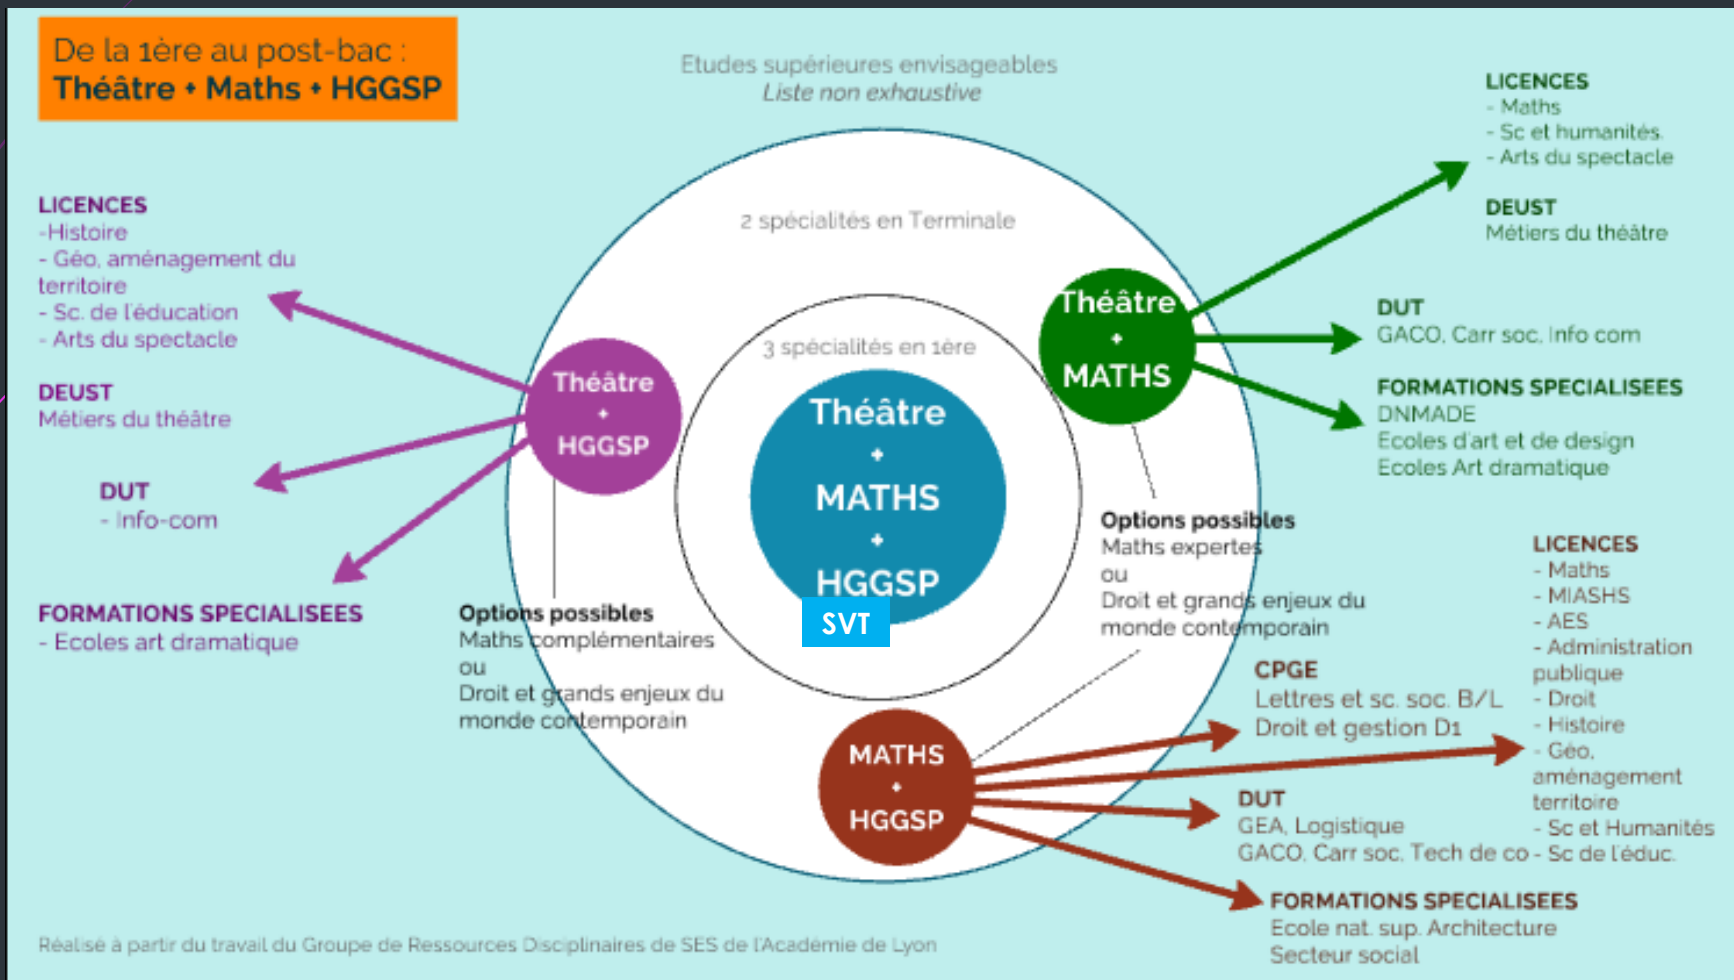 De la 1ère au post-bac :
Théâtre + Maths + HGGSP
Etudes supérieures envisageables
Liste non exhaustive
2 spécialités en Terminale
3 spécialités en 1ère
Théâtre
+
MATHS
+
HGGSP
SVT
LICENCES
-Histoire
- Géo, aménagement du
territoire
- Sc. de l'éducation
- Arts du spectacle
DEUST
Métiers du théâtre
DUT
- Info-com
FORMATIONS SPECIALISEES
- Ecoles art dramatique
Théâtre
+
HGGSP
Options possibles
Maths complémentaires
ou
Droit et grands enjeux du
monde contemporain
Théâtre
+
MATHS
LICENCES
- Maths
- Sc et humanités.
- Arts du spectacle
DEUST
Métiers du théâtre
DUT
GACO, Carr soc, Info com
FORMATIONS SPECIALISEES
DNMADE
Ecoles d'art et de design
Ecoles Art dramatique
Options possibles
Maths expertes
ou
Droit et grands enjeux du
monde contemporain
MATHS
+
HGGSP
CPGE
Lettres et sc. soc. B/L
Droit et gestion D1
LICENCES
- Maths
- MIASHS
- AES
- Administration
publique
- Droit
- Histoire
- Géo,
aménagement
territoire
- Sc et Humanités
- Sc de l'éduc.
DUT
GEA, Logistique
GACO, Carr soc, Tech de co
FORMATIONS SPECIALISEES
Ecole nat. sup. Architecture
Secteur social
Réalisé à partir du travail du Groupe de Ressources Disciplinaires de SES de l'Académie de Lyon